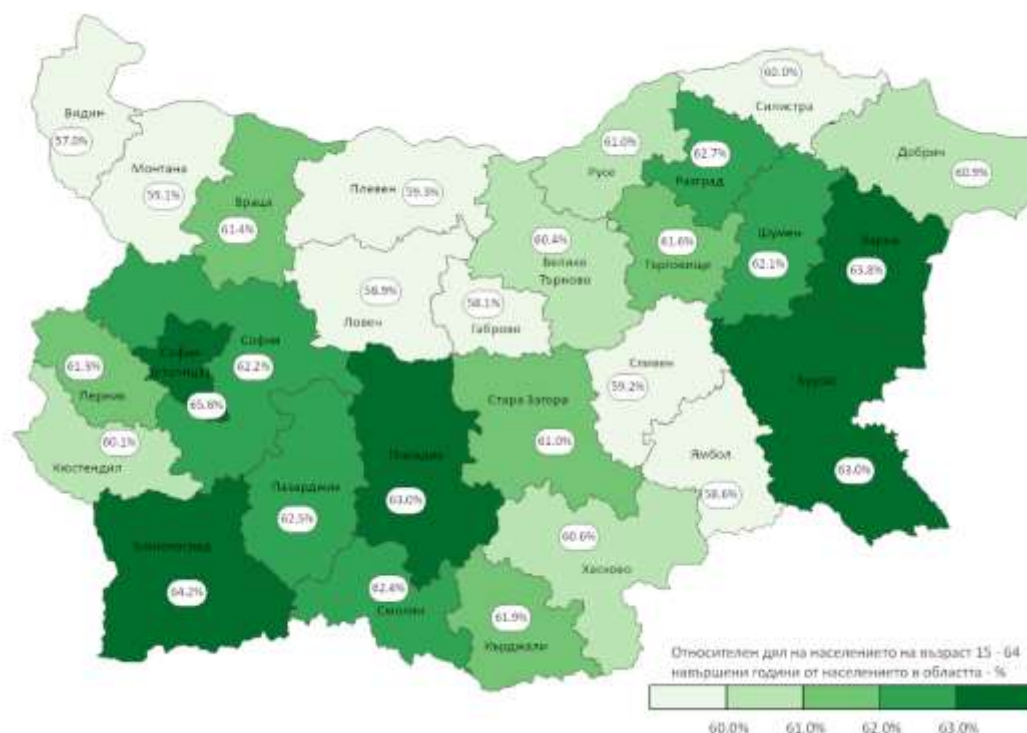 60.0%
Силистра
Видин
57.0%
61.0%
Русе
62.7%
Разград
Добрич
60.9%
Монтана
59.1%
Плевен
59.3%
Враца
61.4%
60.4%
Велико
Търново
61.6%
Търговище
Шумен
62.1%
Варна
63.8%
58.9%
Ловеч
58.1%
Габрово
София
(столица)
65.8%
София
62.2%
61.3%
Перник
Сливен
59.2%
Бургас
63.0%
60.1%
Кюстендил
Стара Загора
61.0%
Пловдив
63.0%
Ямбол
58.6%
Пазарджик
62.5%
Благоевград
64.2%
60.6%
Хасково
62.4%
Смолян
61.9%
Кърджали
Относителен дял на населението на възраст 15 - 64
навършени години от населението в областта - %
60.0%
61.0%
62.0%
63.0%